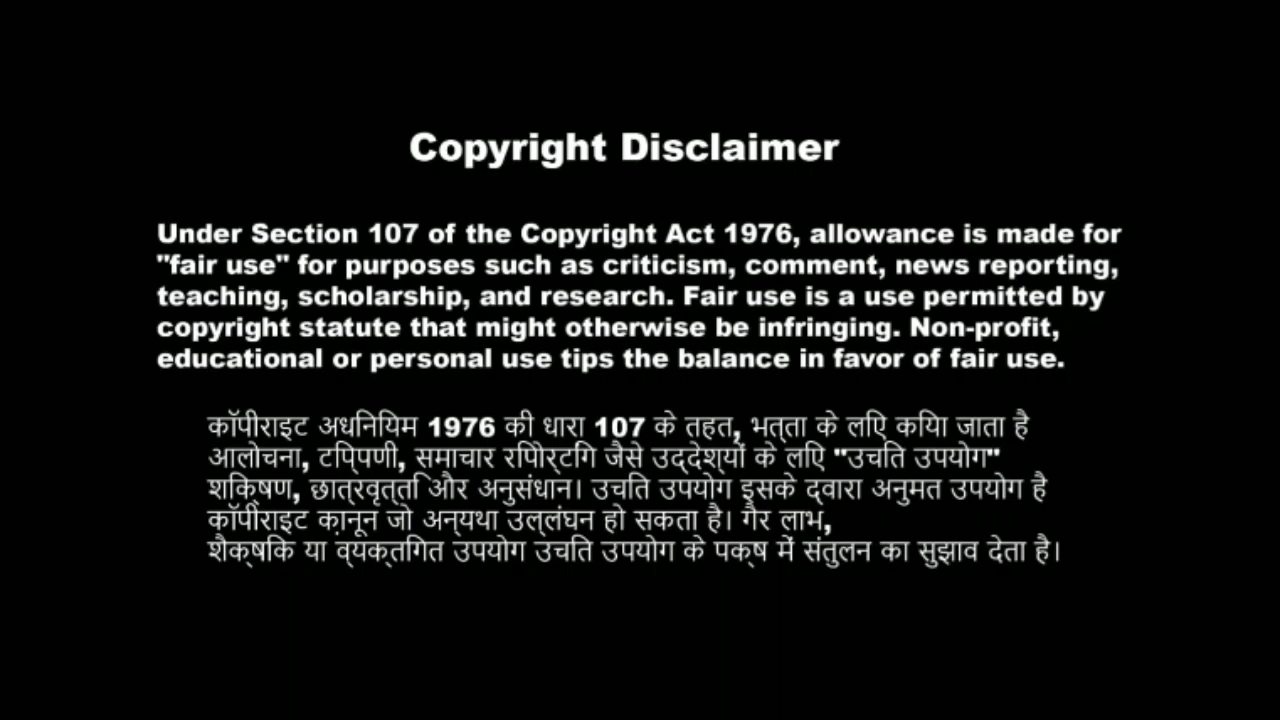 Copyright Disclaimer
Under Section 107 of the Copyright Act 1976, allowance is made for
"fair use" for purposes such as criticism, comment, news reporting,
teaching, scholarship, and research. Fair use is a use permitted by
copyright statute that might otherwise be infringing. Non-profit,
educational or personal use tips the balance in favor of fair use.
कॉपीराइट अधिनियम 1976 की धारा 107 के तहत, भत्ता के लिए किया जाता है
आलोचना, टिप्पणी, समाचार रिपोर्टिंग जैसे उद्देश्यों के लिए "उचित उपयोग"
शिक्षण, छात्रवृत्ति और अनुसंधान। उचित उपयोग इसके द्वारा अनुमत उपयोग है
कॉपीराइट क़ानून जो अन्यथा उल्लंघन हो सकता है। गैर लाभ,
शैक्षिक या व्यक्तिगत उपयोग उचित उपयोग के पक्ष में संतुलन का सुझाव देता है।